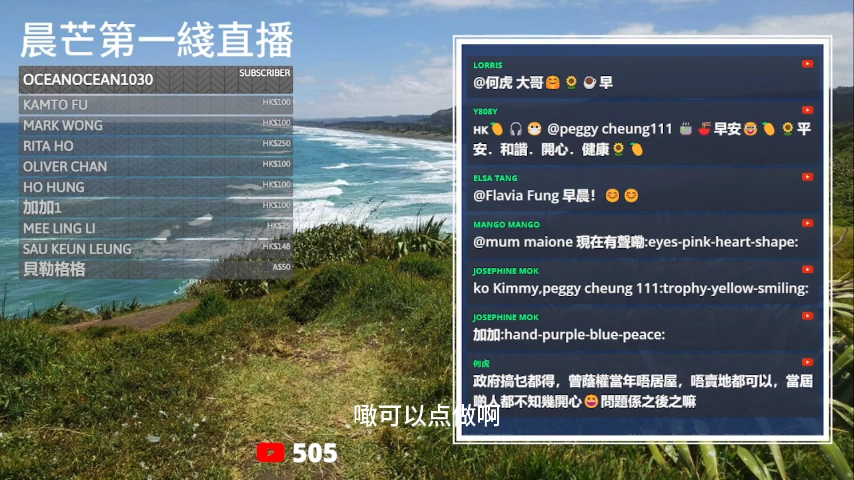 晨芒第一綫直播
OCEANOCEAN1030 SUBSCRIBER
KAMTO FU HK$100
MARK WONG HK$100
RITA HO HK$250
OLIVER CHAN HK$100
HO HUNG HK$100
加加1 HK$100
MEE LING LI HK$25
SAU KEUN LEUNG HK$148
貝勒格格 A$50
LORRIS
@何虎 大哥🤗🌻☕早
Y808Y
HK🍋🎧😷 @peggy cheung111 🍵🍒早安🐵🍋🌻平
安．和諧．開心．健康🌻🍋
ELSA TANG
@Flavia Fung 早晨！😊😊
MANGO MANGO
@mum maione 現在有聲嘞:eyes-pink-heart-shape:
JOSEPHINE MOK
ko Kimmy,peggy cheung 111:trophy-yellow-smiling:
JOSEPHINE MOK
加加:hand-purple-blue-peace:
何虎
政府搞乜都得，曾蔭權當年唔居屋，唔賣地都可以，當屆
啲人都不知幾開心😀問題係之後之嘛
噉可以点做啊
505